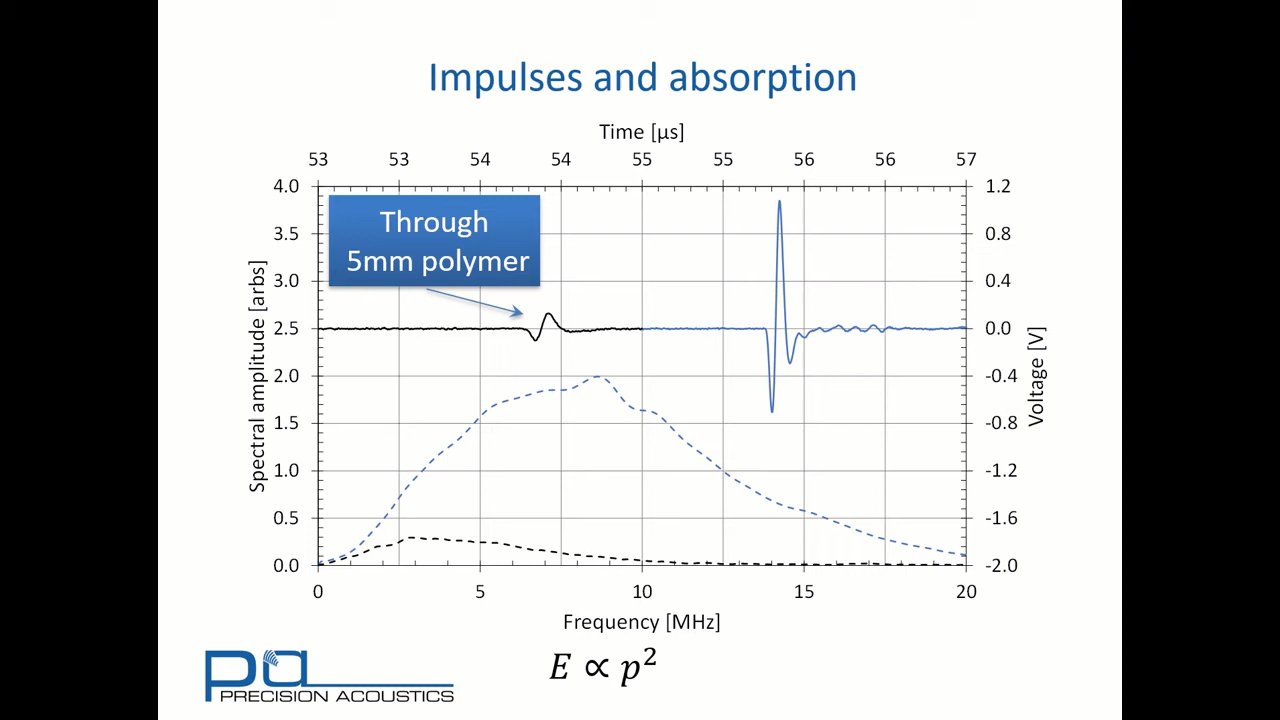 Impulses and absorption
Time [µs]
53 53 54 54 55 55 56 56 57
4.0
3.5
3.0
2.5
2.0
1.5
1.0
0.5
0.0
Spectral amplitude [arbs]
Through
5mm polymer
1.2
0.8
0.4
0.0
-0.4
-0.8
-1.2
-1.6
-2.0
Voltage [V]
0 5 10 15 20
Frequency [MHz]
E ∝ p²
pa
PRECISION ACOUSTICS